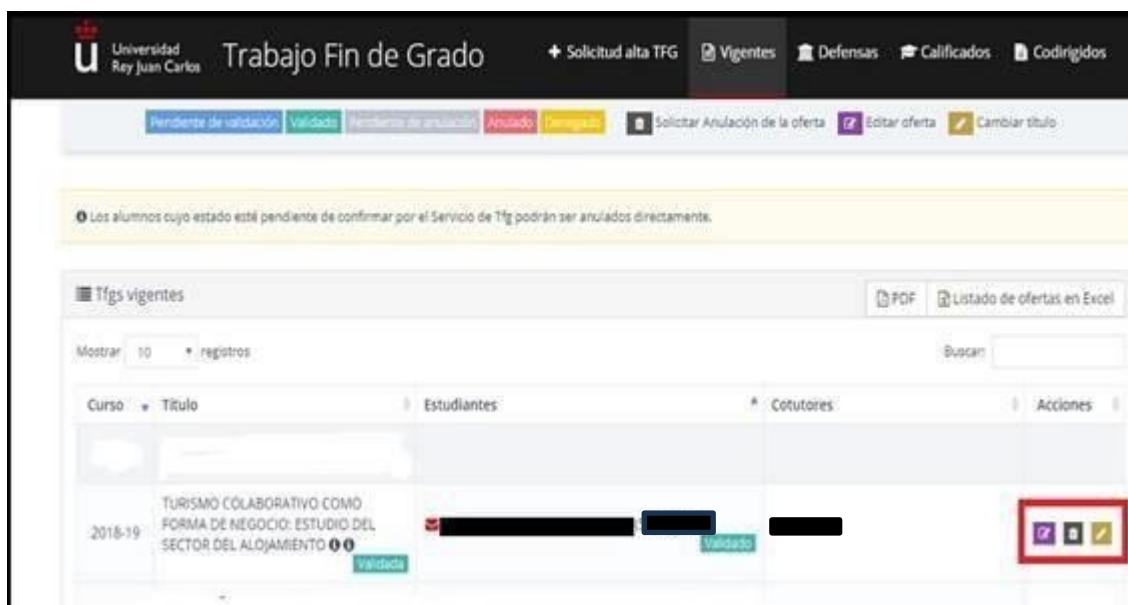 Universidad
Rey Juan Carlos
Trabajo Fin de Grado
Solicitud alta TFG
Vigentes
Defensas
Calificados
Codirigidos
Pendiente de validación Validado Pendiente de anulación Anulado Denegado
Solicitar Anulación de la oferta Editar oferta Cambiar título
Los alumnos cuyo estado esté pendiente de confirmar por el Servicio de Tfg podrán ser anulados directamente.
Tfgs vigentes
PDF
Listado de ofertas en Excel
Mostrar 10 registros
Buscar:
Curso Título Estudiantes Cotutores Acciones
2018-19
TURISMO COLABORATIVO COMO
FORMA DE NEGOCIO: ESTUDIO DEL
SECTOR DEL ALOJAMIENTO
Validada
Validado